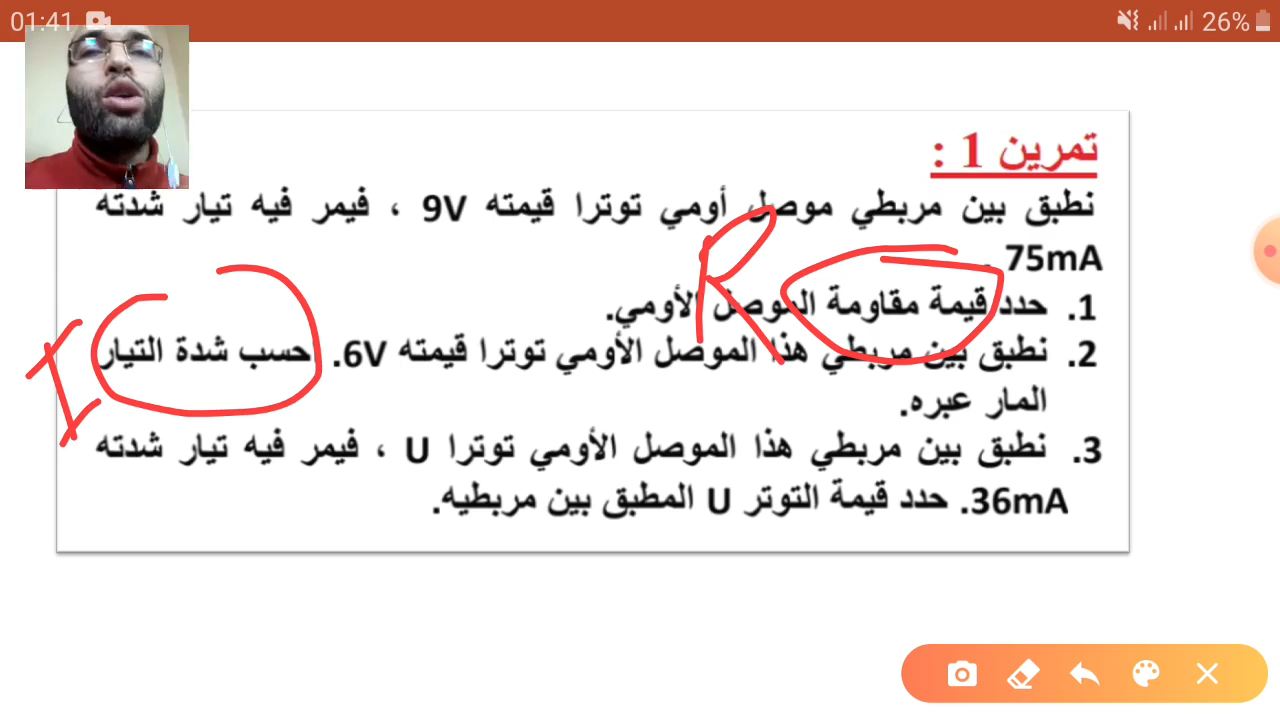 01:41
26%
تمرين 1 :
نطبق بين مربطي موصل أومي توترا قيمته 9V ، فيمر فيه تيار شدته
75mA .
1. حدد قيمة مقاومة الموصل الأومي.
R
2. نطبق بين مربطي هذا الموصل الأومي توترا قيمته 6V. حسب شدة التيار
I
المار عبره.
3. نطبق بين مربطي هذا الموصل الأومي توترا U ، فيمر فيه تيار شدته
36mA. حدد قيمة التوتر U المطبق بين مربطيه.